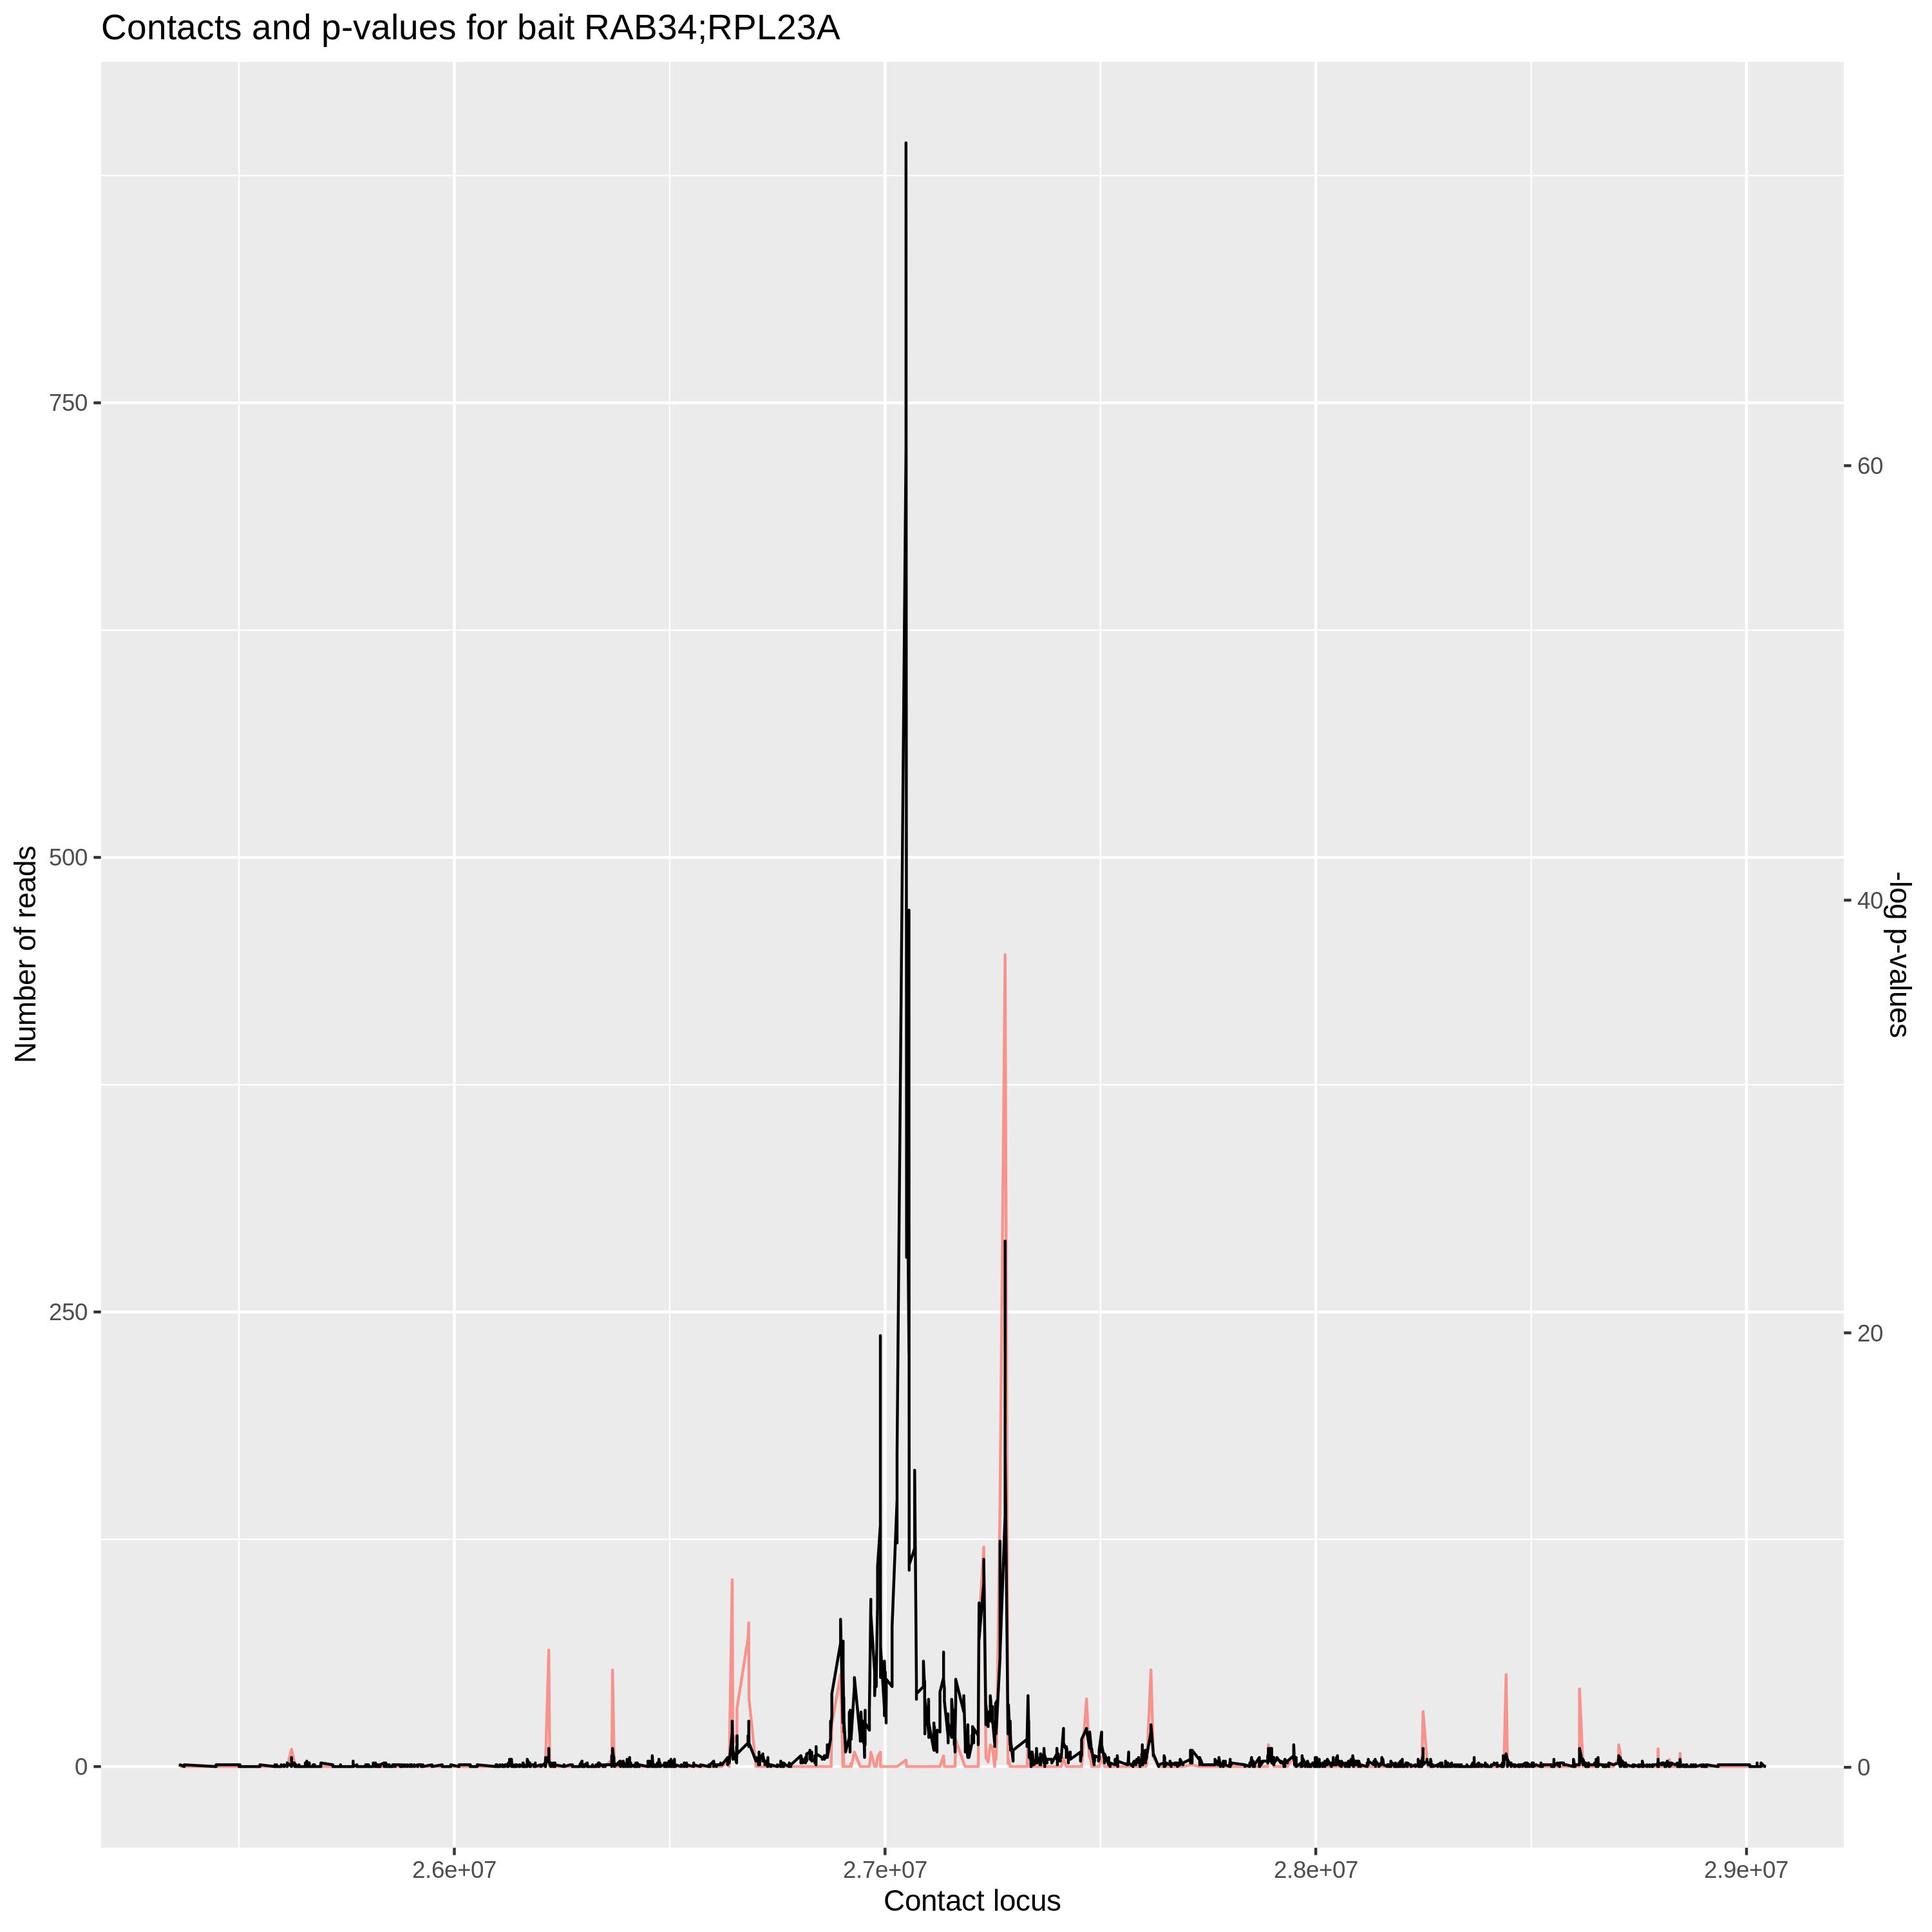 Contacts and p-values for bait RAB34;RPL23A
750
500
250
0
Number of reads
60
40
20
0
-log p-values
2.6e+07
2.7e+07
2.8e+07
2.9e+07
Contact locus